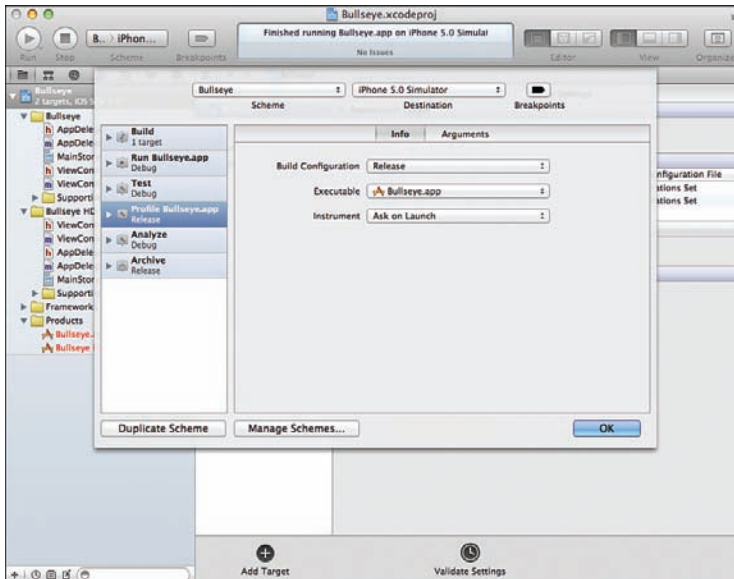 Bullseye.xcodeproj
B... iPhon...
Finished running Bullseye.app on iPhone 5.0 Simulat
No Issues
Run Stop Scheme Breakpoints Editor View Organize
Bullseye
2 targets, iOS S
Bullseye
h AppDele
m AppDele
MainStor
h ViewCon
m ViewCon
Supporti
Bullseye HD
h ViewCon
m ViewCon
h AppDele
m AppDele
MainStor
Supporti
Framework
Products
Bullseye.
Bullseye
Bullseye iPhone 5.0 Simulator
Scheme Destination Breakpoints
Build
1 target
Run Bullseye.app
Debug
Test
Debug
Profile Bullseye.app
Release
Analyze
Debug
Archive
Release
Info Arguments
Build Configuration Release
Executable Bullseye.app
Instrument Ask on Launch
Duplicate Scheme Manage Schemes... OK
nfiguration File
ations Set
ations Set
Add Target Validate Settings